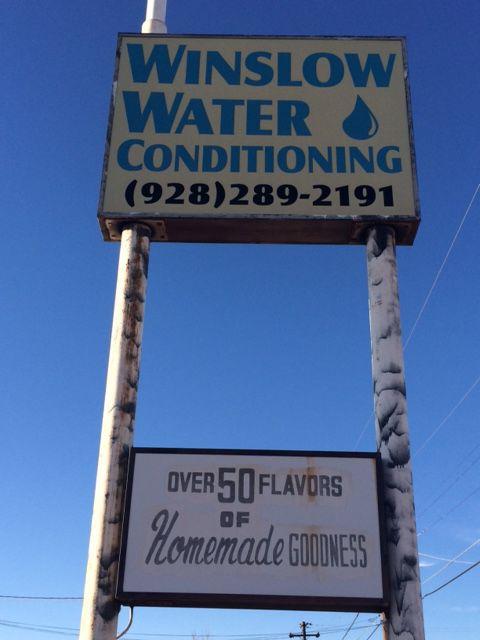 WINSLOW
WATER
CONDITIONING
(928)289-2191
OVER 50 FLAVORS
OF
Homemade GOODNESS